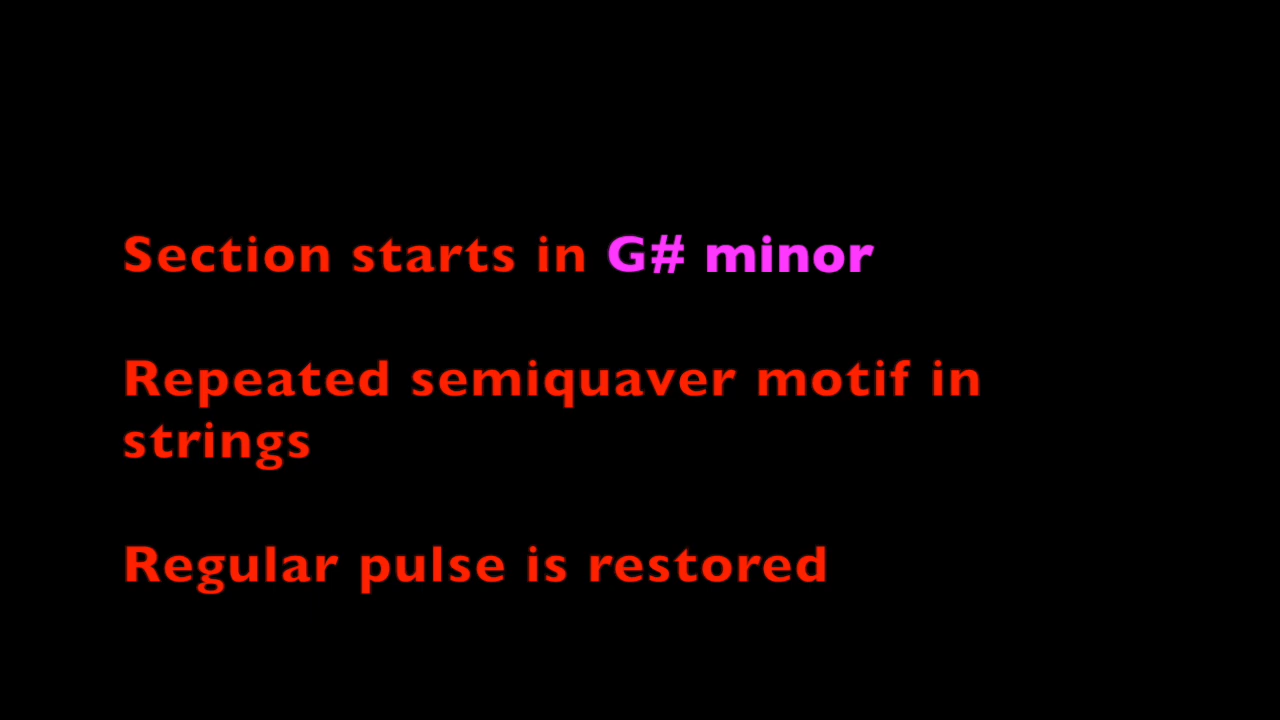 Section starts in G# minor
Repeated semiquaver motif in
strings
Regular pulse is restored